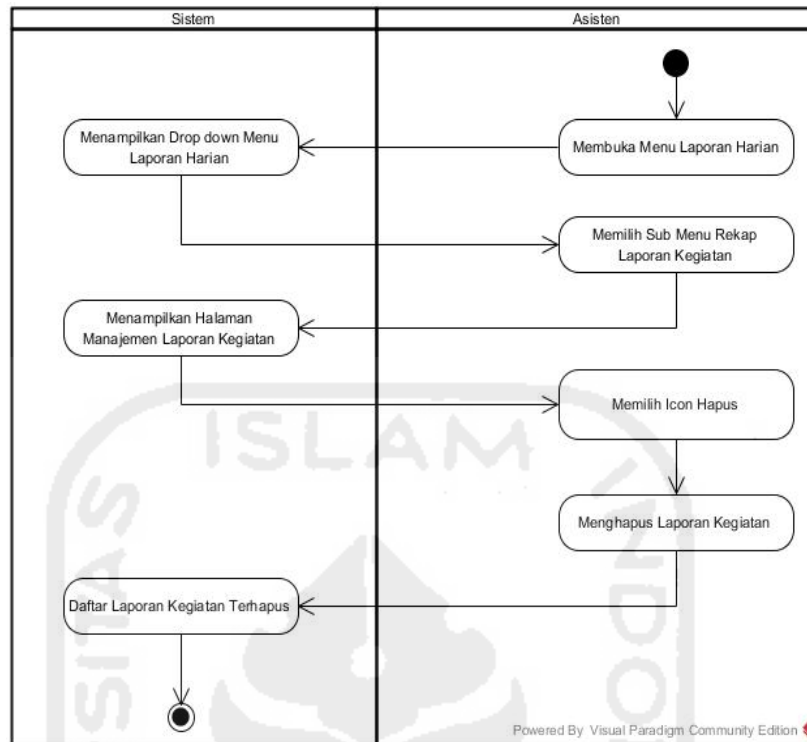 Sistem
Asisten
Membuka Menu Laporan Harian
Menampilkan Drop down Menu
Laporan Harian
Memilih Sub Menu Rekap
Laporan Kegiatan
Menampilkan Halaman
Manajemen Laporan Kegiatan
Memilih Icon Hapus
Menghapus Laporan Kegiatan
Daftar Laporan Kegiatan Terhapus
ISLAM
SITAS
INDO
Powered By Visual Paradigm Community Edition